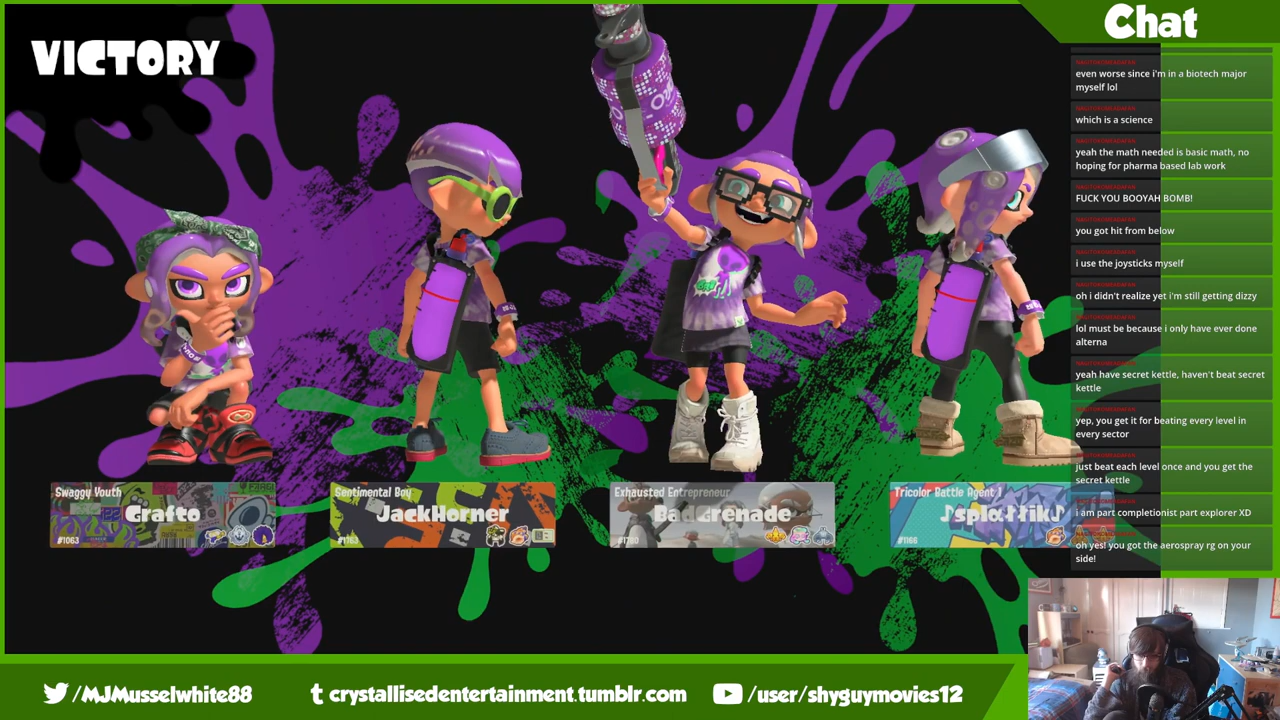 VICTORY
Chat
even worse since i'm in a biotech major
myself lol
which is a science
yeah the math needed is basic math, no
hoping for pharma based lab work
FUCK YOU BOOYAH BOMB!
you got hit from below
i use the joysticks myself
oh i didn't realize yet i'm still getting dizzy
lol must be because i only have ever done
alterna
yeah have secret kettle, haven't beat secret
kettle
yep, you get it for beating every level in
every sector
just beat each level once and you get the
secret kettle
i am part completionist part explorer XD
oh yes! you got the aerospray rg on your
side!
Swaggy Youth
Grafto
#1063
Sentimental Boy
JackHorner
#1763
Exhausted Entrepreneur
BadGrenade
#1780
Tricolor Battle Agent 1
♪splαttik♪
#1166
/MJMusselwhite88
crystallisedentertainment.tumblr.com
/user/shyguymovies12